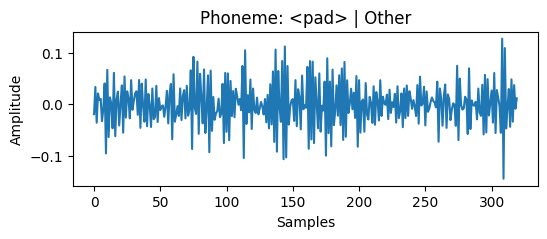 Phoneme: <pad> | Other
Amplitude
0.1
0.0
−0.1
0 50 100 150 200 250 300
Samples